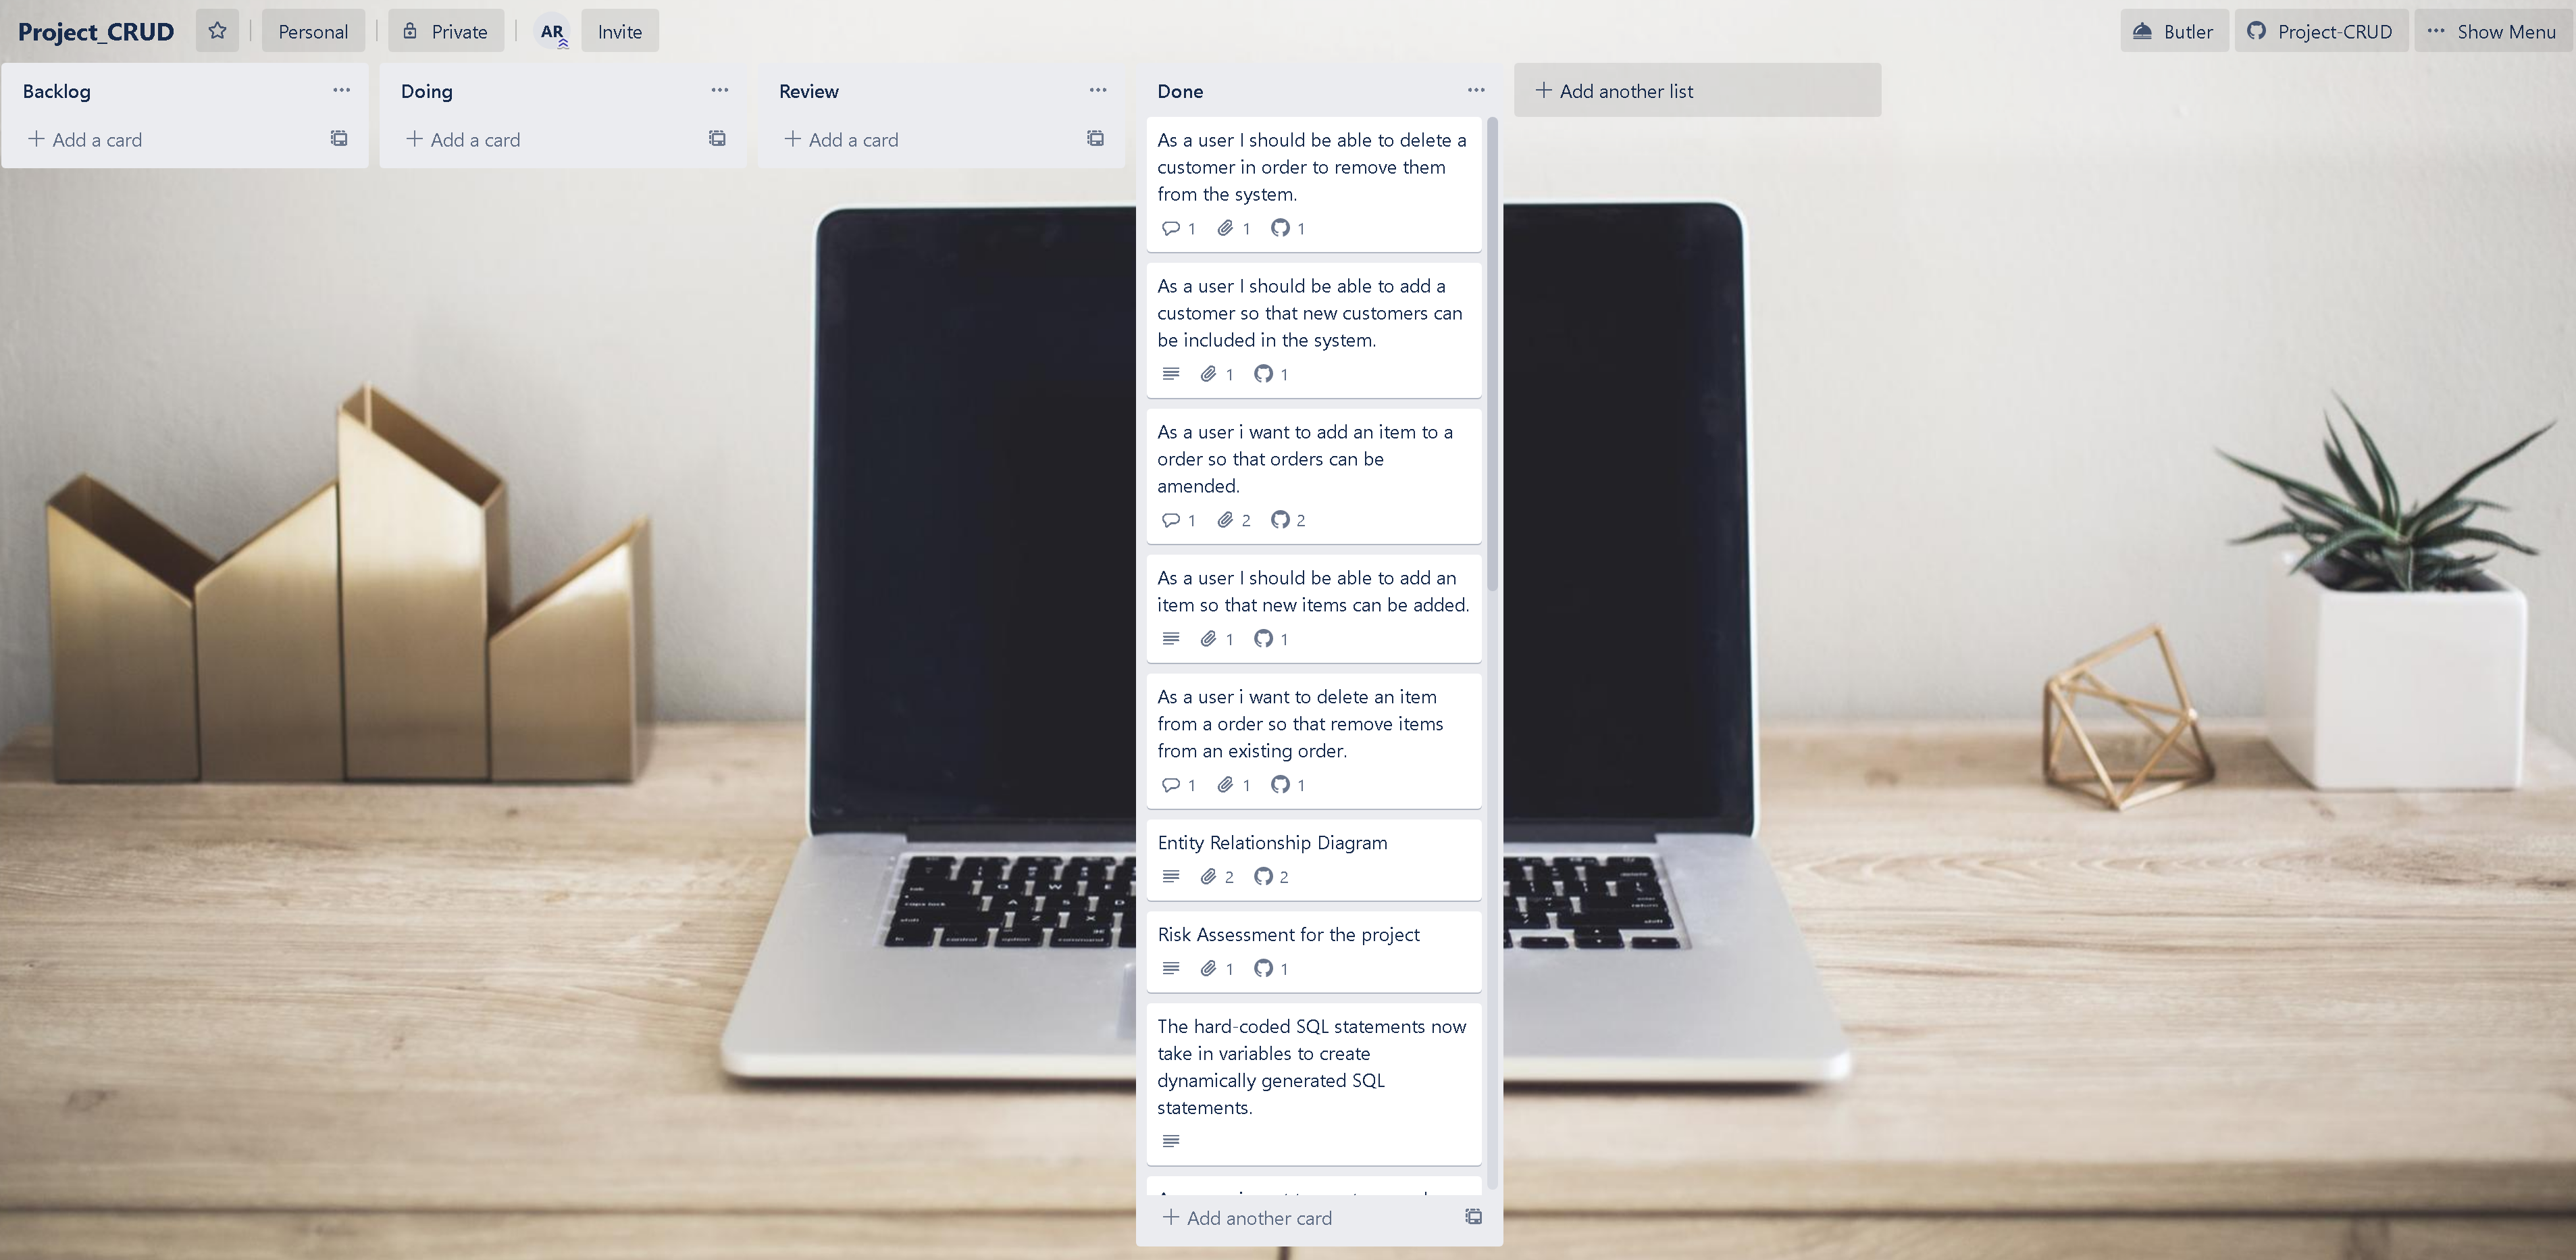 Project_CRUD
Personal
Private
AR
Invite
Butler
Project-CRUD
Show Menu
Backlog
Add a card
Doing
Add a card
Review
Add a card
Done
As a user I should be able to delete a
customer in order to remove them
from the system.
1 1 1
As a user I should be able to add a
customer so that new customers can
be included in the system.
1 1
As a user i want to add an item to a
order so that orders can be
amended.
1 2 2
As a user I should be able to add an
item so that new items can be added.
1 1
As a user i want to delete an item
from a order so that remove items
from an existing order.
1 1 1
Entity Relationship Diagram
2 2
Risk Assessment for the project
1 1
The hard-coded SQL statements now
take in variables to create
dynamically generated SQL
statements.
Add another card
Add another list